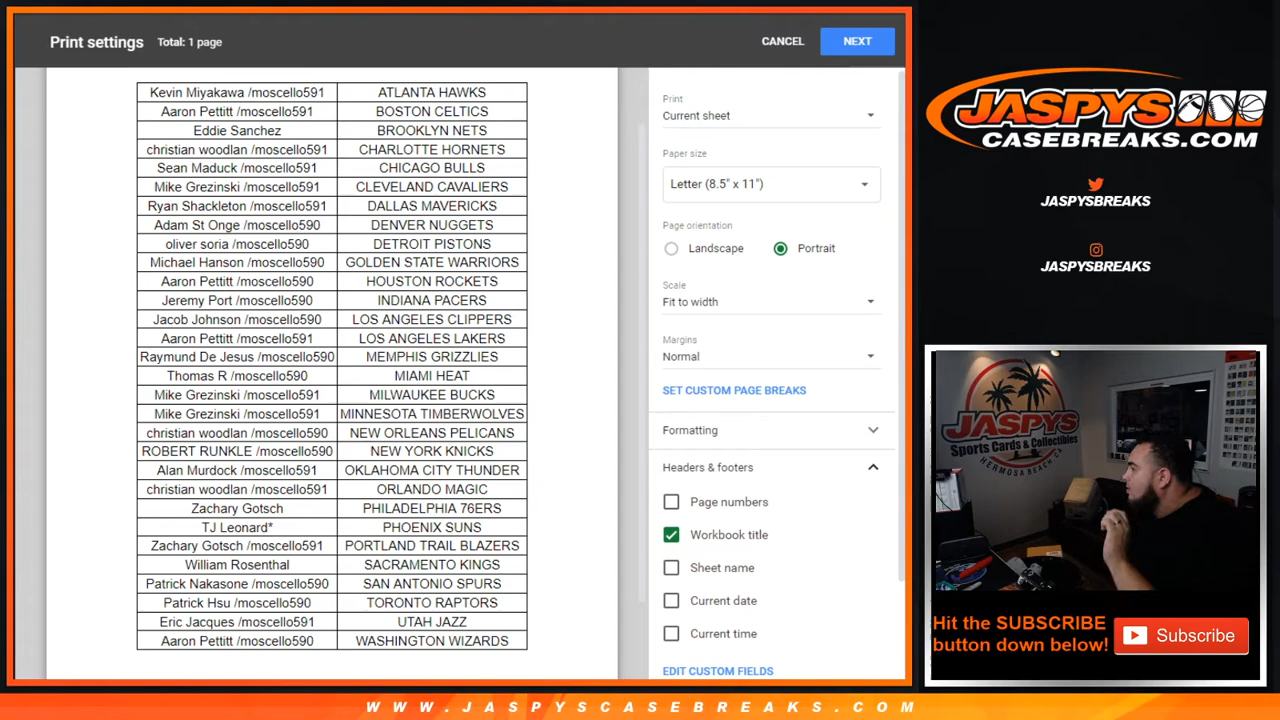 Print settings Total: 1 page CANCEL NEXT
Kevin Miyakawa /moscello591 ATLANTA HAWKS
Aaron Pettitt /moscello591 BOSTON CELTICS
Eddie Sanchez BROOKLYN NETS
christian woodlan /moscello591 CHARLOTTE HORNETS
Sean Maduck /moscello591 CHICAGO BULLS
Mike Grezinski /moscello591 CLEVELAND CAVALIERS
Ryan Shackleton /moscello591 DALLAS MAVERICKS
Adam St Onge /moscello591 DENVER NUGGETS
oliver soria /moscello590 DETROIT PISTONS
Michael Hanson /moscello590 GOLDEN STATE WARRIORS
Aaron Pettitt /moscello590 HOUSTON ROCKETS
Jeremy Port /moscello590 INDIANA PACERS
Jacob Johnson /moscello590 LOS ANGELES CLIPPERS
Aaron Pettitt /moscello591 LOS ANGELES LAKERS
Raymund De Jesus /moscello590 MEMPHIS GRIZZLIES
Thomas R /moscello590 MIAMI HEAT
Mike Grezinski /moscello591 MILWAUKEE BUCKS
Mike Grezinski /moscello591 MINNESOTA TIMBERWOLVES
christian woodlan /moscello590 NEW ORLEANS PELICANS
ROBERT RUNKLE /moscello590 NEW YORK KNICKS
Alan Murdock /moscello591 OKLAHOMA CITY THUNDER
christian woodlan /moscello591 ORLANDO MAGIC
Zachary Gotsch PHILADELPHIA 76ERS
TJ Leonard* PHOENIX SUNS
Zachary Gotsch /moscello591 PORTLAND TRAIL BLAZERS
William Rosenthal SACRAMENTO KINGS
Patrick Nakasone /moscello590 SAN ANTONIO SPURS
Patrick Hsu /moscello590 TORONTO RAPTORS
Eric Jacques /moscello591 UTAH JAZZ
Aaron Pettitt /moscello590 WASHINGTON WIZARDS
Print
Current sheet
Paper size
Letter (8.5" x 11")
Page orientation
Landscape Portrait
Scale
Fit to width
Margins
Normal
SET CUSTOM PAGE BREAKS
Formatting
Headers & footers
Page numbers
Workbook title
Sheet name
Current date
Current time
EDIT CUSTOM FIELDS
JASPYS
CASEBREAKS.COM
JASPYSBREAKS
JASPYSBREAKS
JASPYS
Sports Cards & Collectibles
HERMOSA BEACH, CA
Hit the SUBSCRIBE
button down below!
Subscribe
WWW.JASPYSCASEBREAKS.COM